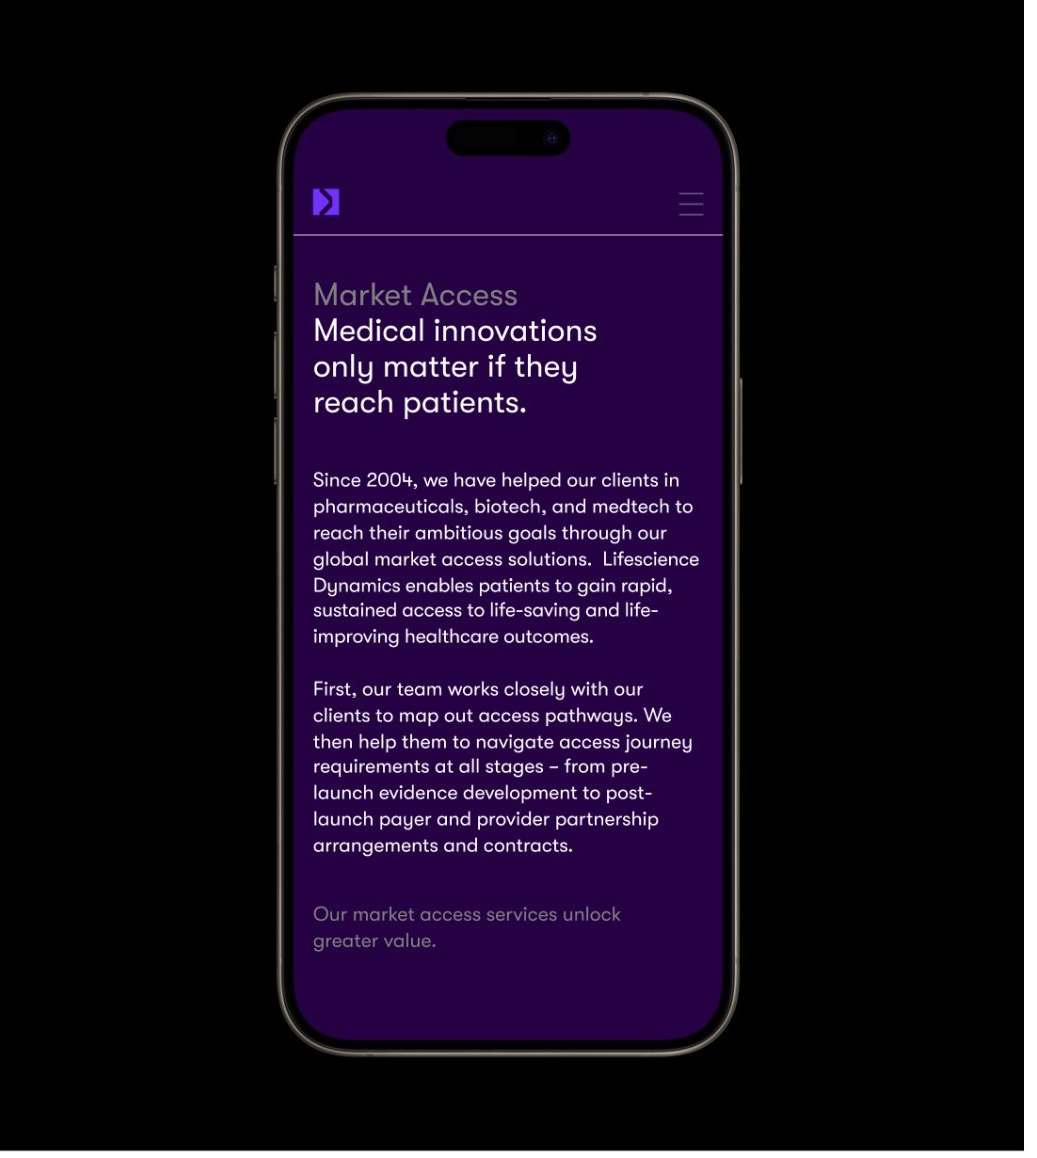 Market Access
Medical innovations
only matter if they
reach patients.
Since 2004, we have helped our clients in
pharmaceuticals, biotech, and medtech to
reach their ambitious goals through our
global market access solutions.  Lifescience
Dynamics enables patients to gain rapid,
sustained access to life-saving and life-
improving healthcare outcomes.
First, our team works closely with our
clients to map out access pathways. We
then help them to navigate access journey
requirements at all stages – from pre-
launch evidence development to post-
launch payer and provider partnership
arrangements and contracts.
Our market access services unlock
greater value.